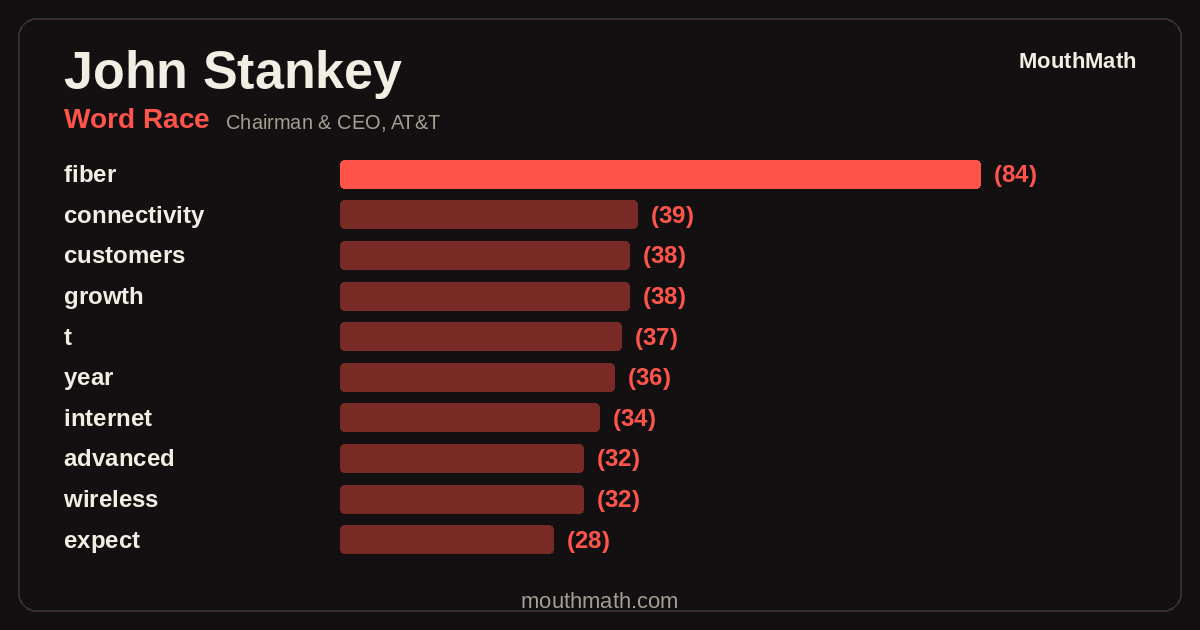 John Stankey
MouthMath
Word Race Chairman & CEO, AT&T
fiber (84)
connectivity (39)
customers (38)
growth (38)
t (37)
year (36)
internet (34)
advanced (32)
wireless (32)
expect (28)
mouthmath.com